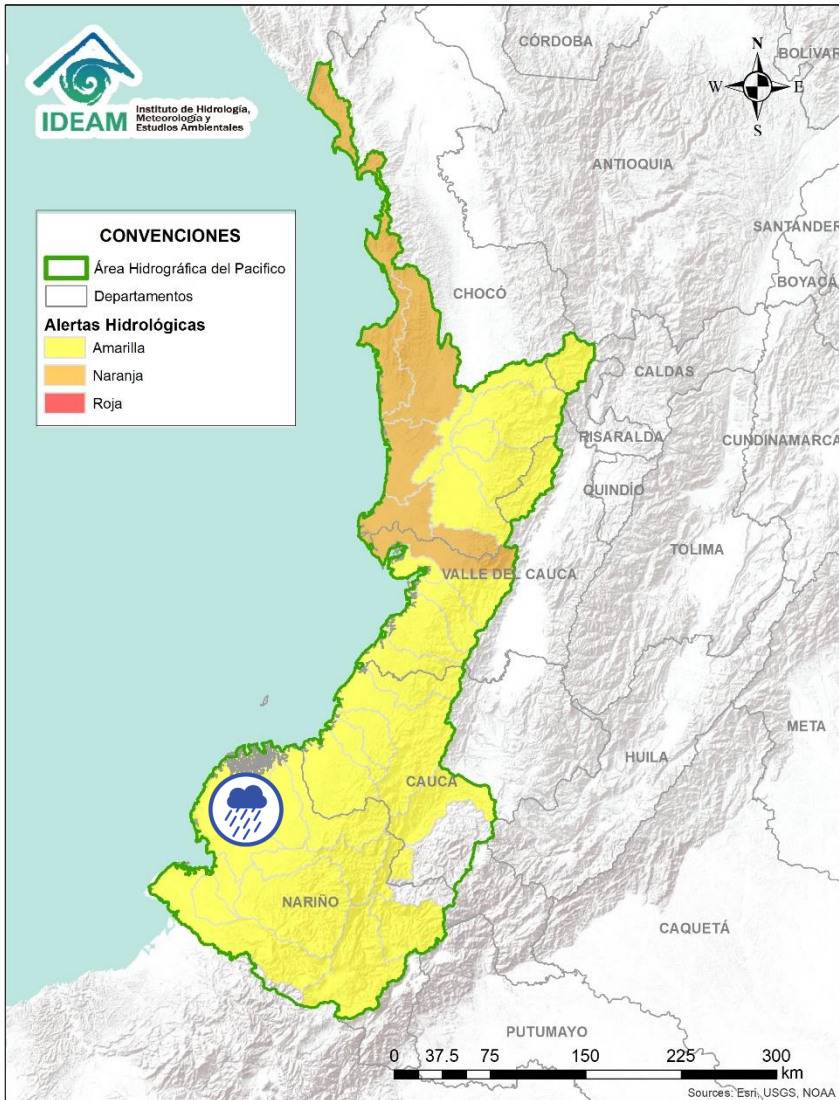 IDEAM
Instituto de Hidrología,
Meteorología y
Estudios Ambientales
CÓRDOBA
BOLÍVAR
N
W
E
S
ANTIOQUIA
SANTANDER
BOYACÁ
CONVENCIONES
Área Hidrográfica del Pacifico
Departamentos
Alertas Hidrológicas
Amarilla
Naranja
Roja
CHOCÓ
CALDAS
RISARALDA
CUNDINAMARCA
QUINDÍO
TOLIMA
VALLE DEL CAUCA
META
HUILA
CAUCA
NARIÑO
CAQUETÁ
PUTUMAYO
0 37.5 75 150 225 300
km
Sources: Esri, USGS, NOAA